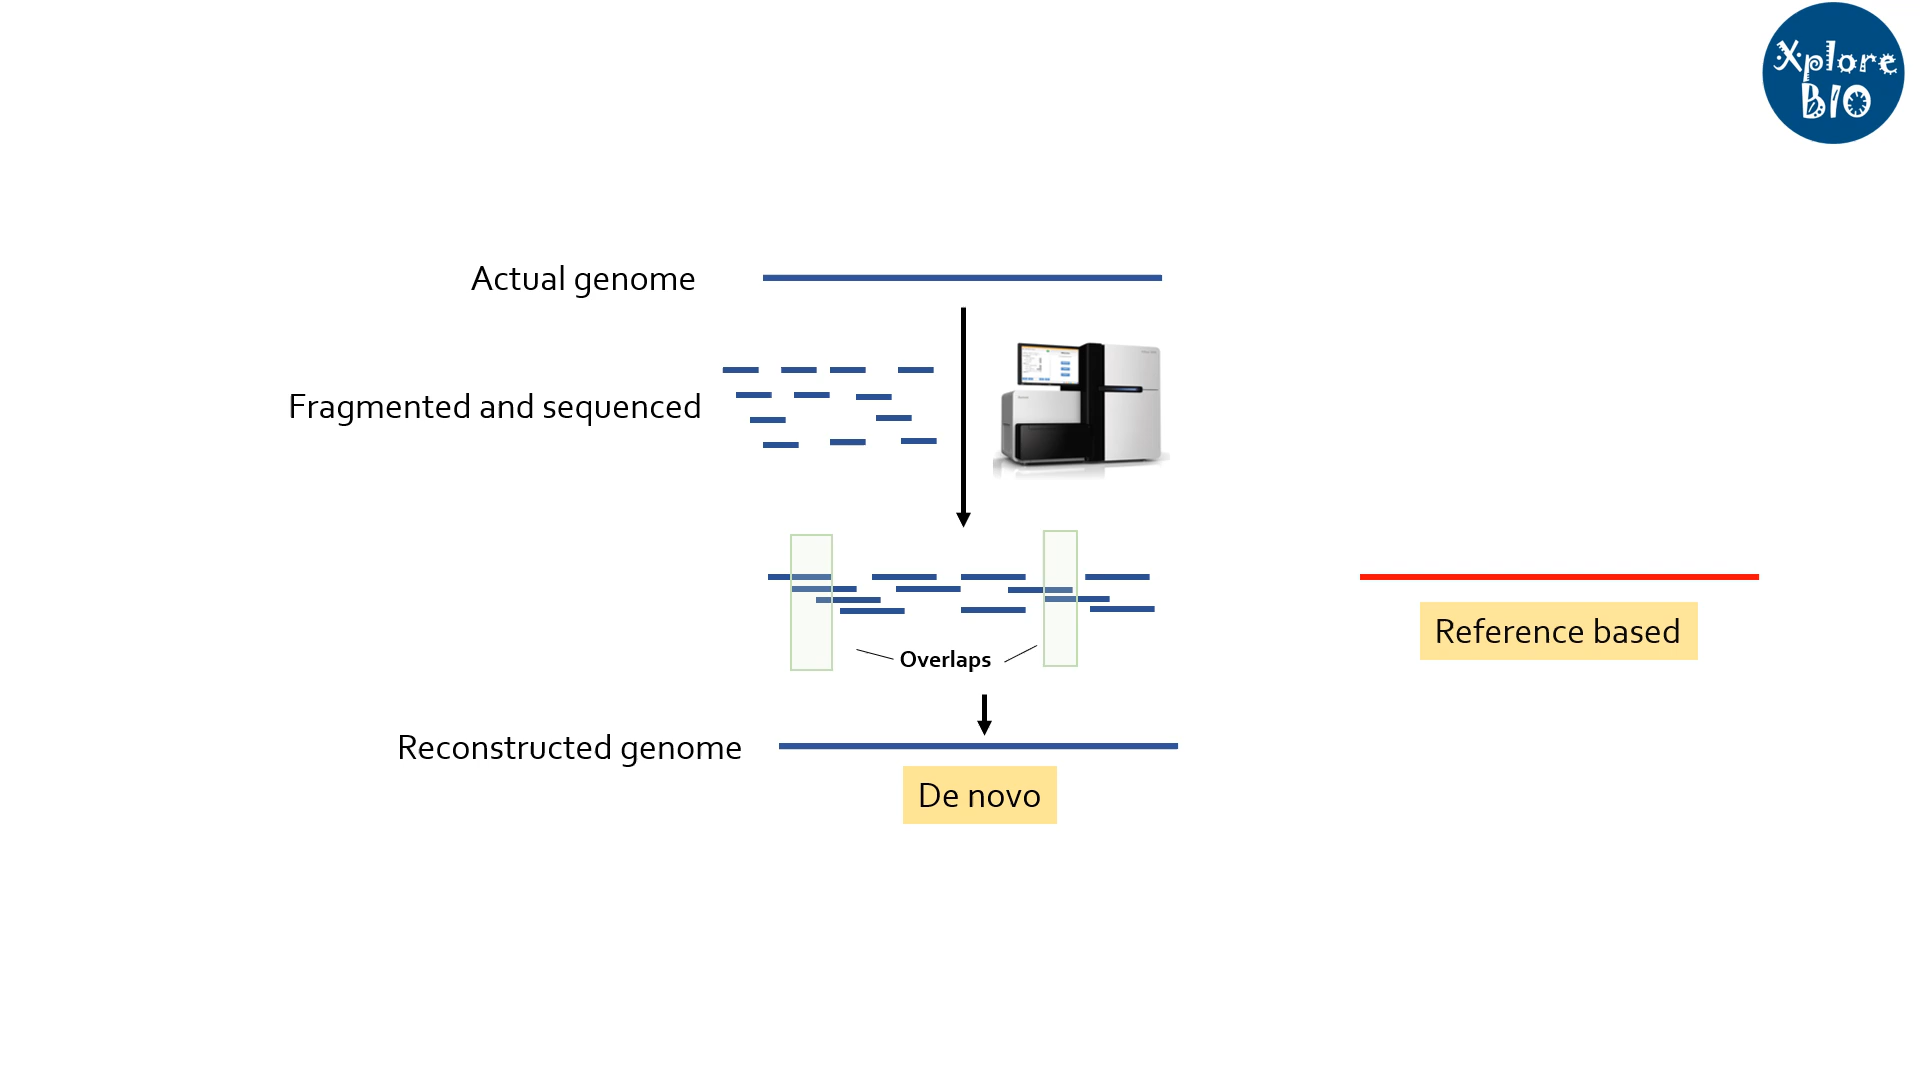 Xplore
BIO
Actual genome
Fragmented and sequenced
Overlaps
Reference based
Reconstructed genome
De novo